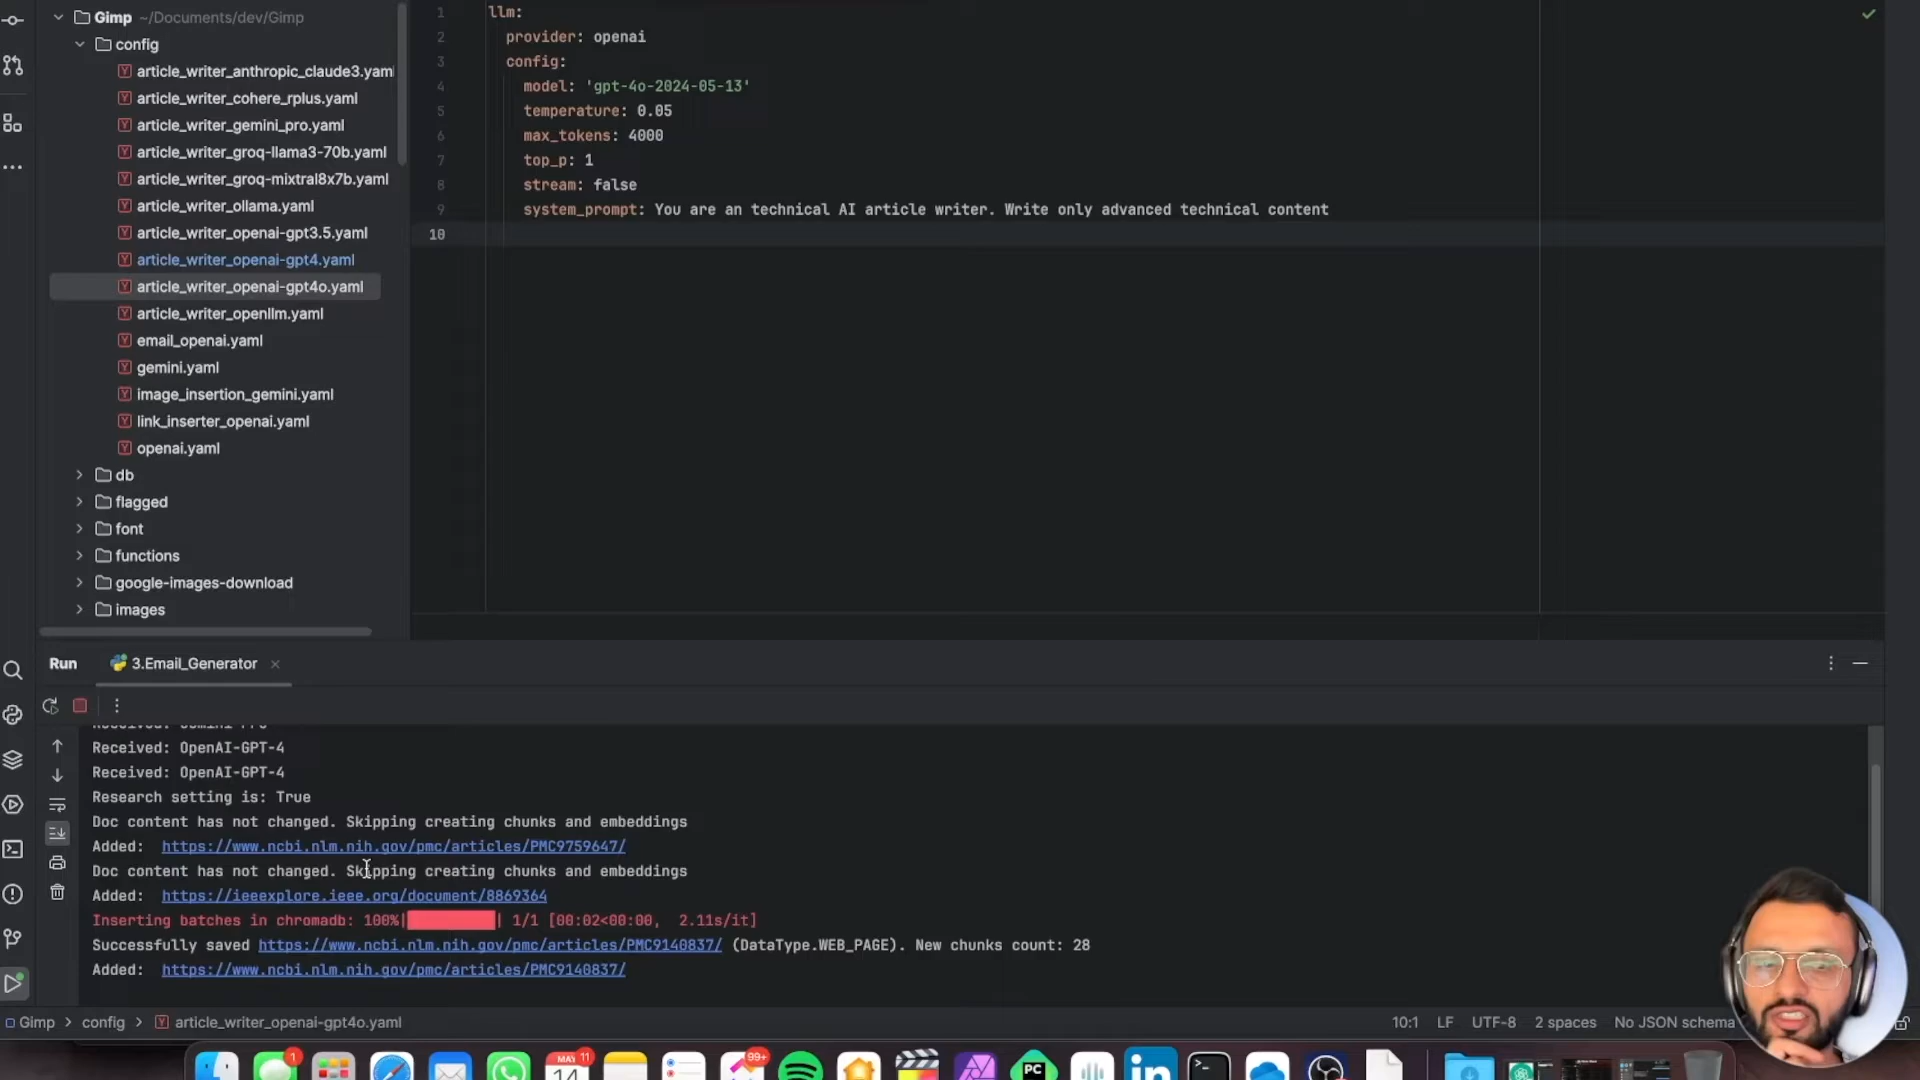 Gimp ~/Documents/dev/Gimp
config
article_writer_anthropic_claude3.yaml
article_writer_cohere_rplus.yaml
article_writer_gemini_pro.yaml
article_writer_groq-llama3-70b.yaml
article_writer_groq-mixtral8x7b.yaml
article_writer_ollama.yaml
article_writer_openai-gpt3.5.yaml
article_writer_openai-gpt4.yaml
article_writer_openai-gpt4o.yaml
article_writer_openllm.yaml
email_openai.yaml
gemini.yaml
image_insertion_gemini.yaml
link_inserter_openai.yaml
openai.yaml
db
flagged
font
functions
google-images-download
images
1 llm:
2 provider: openai
3 config:
4 model: 'gpt-4o-2024-05-13'
5 temperature: 0.05
6 max_tokens: 4000
7 top_p: 1
8 stream: false
9 system_prompt: You are an technical AI article writer. Write only advanced technical content
10
Run 3.Email_Generator
Received: OpenAI-GPT-4
Received: OpenAI-GPT-4
Research setting is: True
Doc content has not changed. Skipping creating chunks and embeddings
Added: https://www.ncbi.nlm.nih.gov/pmc/articles/PMC9759647/
Doc content has not changed. Skipping creating chunks and embeddings
Added: https://ieeexplore.ieee.org/document/8869364
Inserting batches in chromadb: 100%| | 1/1 [00:02<00:00, 2.11s/it]
Successfully saved https://www.ncbi.nlm.nih.gov/pmc/articles/PMC9140837/ (DataType.WEB_PAGE). New chunks count: 28
Added: https://www.ncbi.nlm.nih.gov/pmc/articles/PMC9140837/
Gimp > config > article_writer_openai-gpt4o.yaml
10:1 LF UTF-8 2 spaces No JSON schema
1
MAY 11
14
99+
PC
in